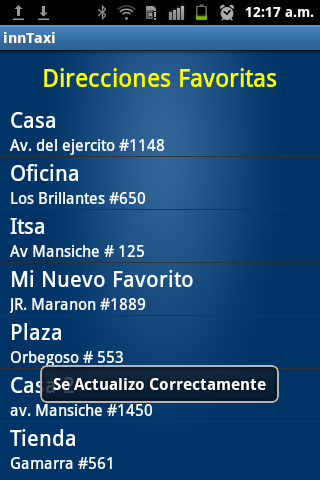 12:17 a.m.
innTaxi
Direcciones Favoritas
Casa
Av. del ejercito #1148
Oficina
Los Brillantes #650
Itsa
Av Mansiche # 125
Mi Nuevo Favorito
JR. Maranon #1889
Plaza
Orbegoso # 553
Casa
Se Actualizo Correctamente
av. Mansiche #1450
Tienda
Gamarra #561